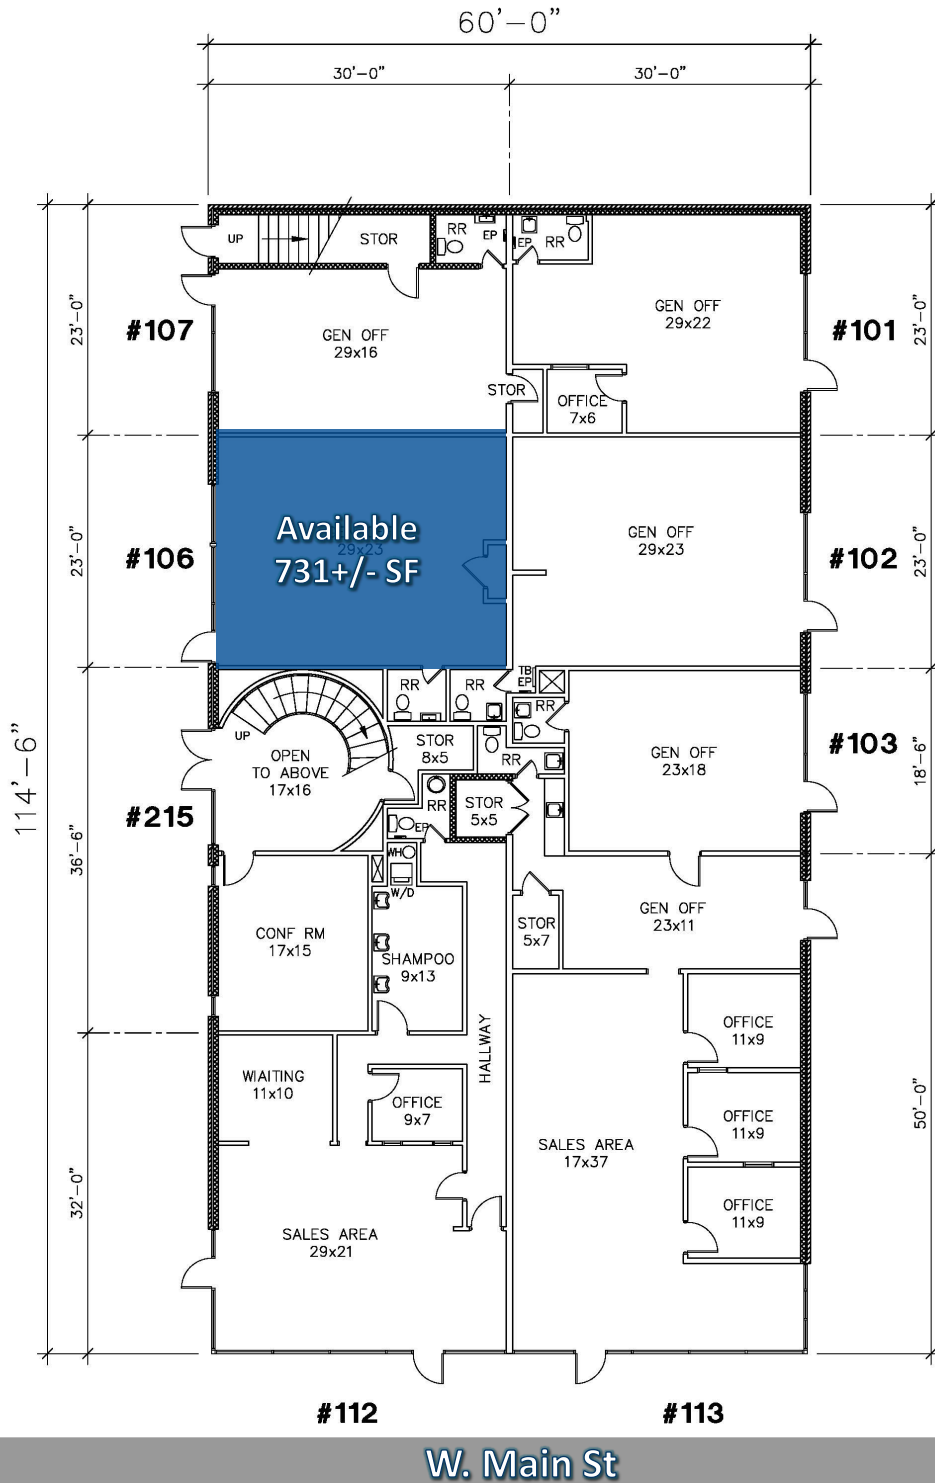 60'-0"
30'-0"
30'-0"
UP
STOR
RR
EP
EP
RR
23'-0"
#107
GEN OFF
29x16
GEN OFF
29x22
#101
23'-0"
STOR
OFFICE
7x6
23'-0"
#106
Available
29x23
731+/- SF
GEN OFF
29x23
#102
23'-0"
RR
RR
TB
EP
RR
UP
OPEN
TO ABOVE
17x16
STOR
8x5
RR
GEN OFF
23x18
#103
18'-6"
114'-6"
#215
36'-6"
RR
EP
STOR
5x5
WH
W/D
CONF RM
17x15
SHAMPOO
9x13
STOR
5x7
GEN OFF
23x11
HALLWAY
OFFICE
11x9
WIAITING
11x10
OFFICE
9x7
OFFICE
11x9
50'-0"
SALES AREA
17x37
32'-0"
OFFICE
11x9
SALES AREA
29x21
#112
#113
W. Main St